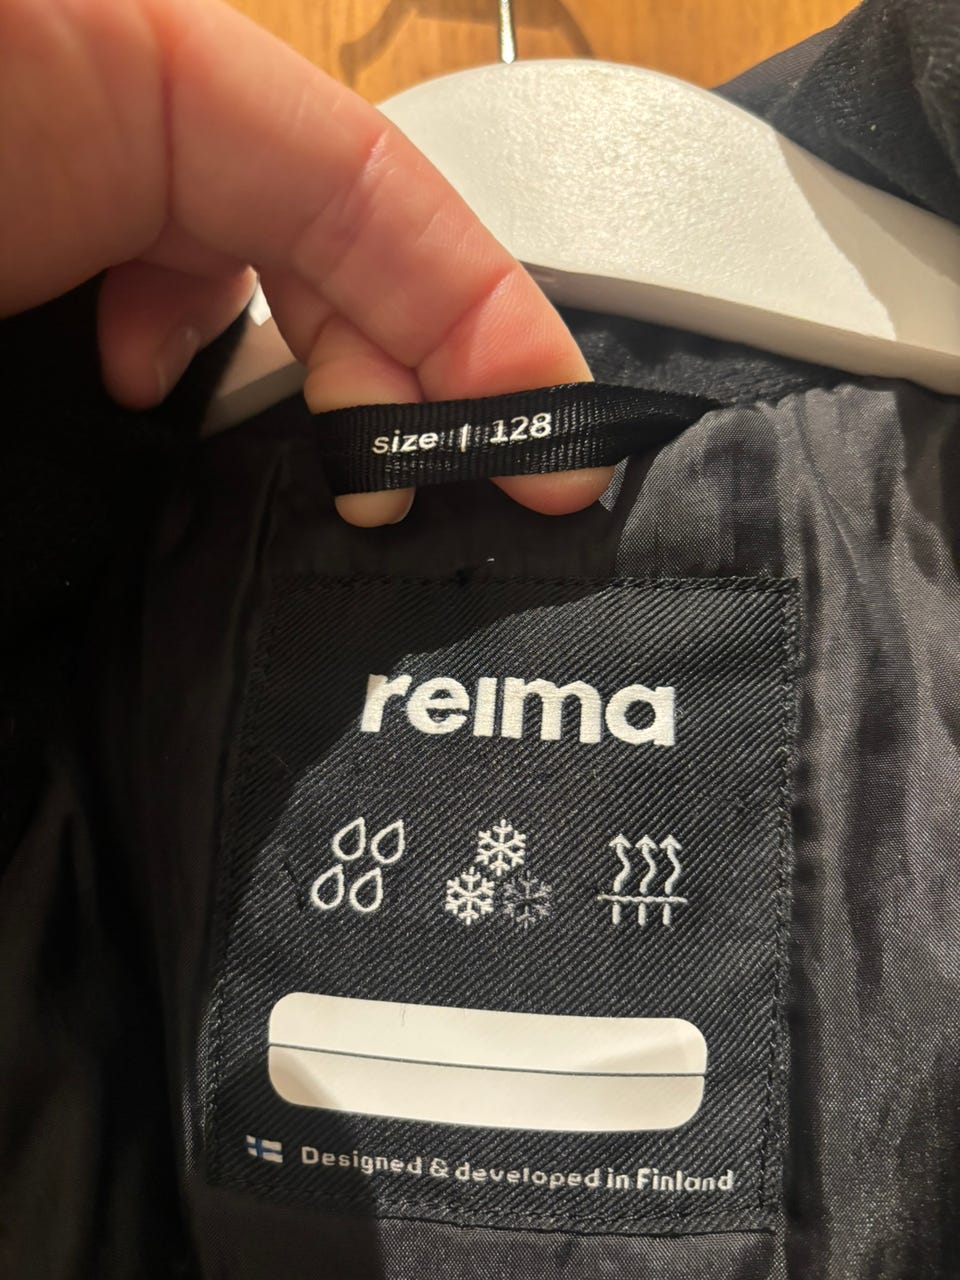 size | 128
reima
Designed & developed in Finland